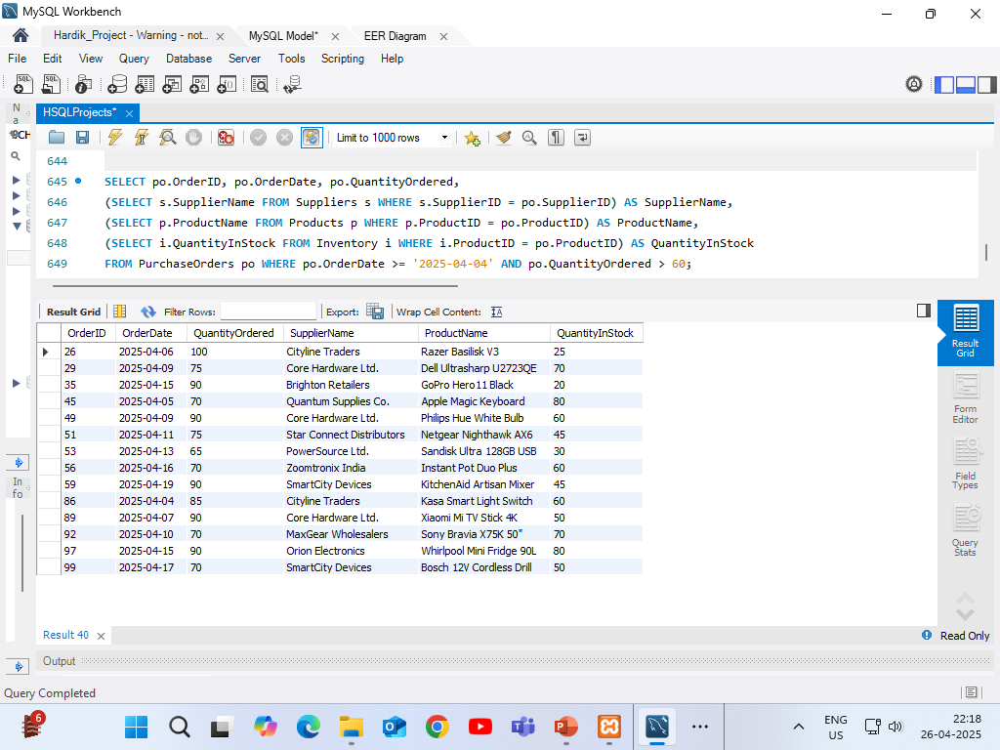 MySQL Workbench
Hardik_Project - Warning - not...
MySQL Model*
EER Diagram
File Edit View Query Database Server Tools Scripting Help
N
a
HSQLProjects*
CH
Limit to 1000 rows
644
645 SELECT po.OrderID, po.OrderDate, po.QuantityOrdered,
646 (SELECT s.SupplierName FROM Suppliers s WHERE s.SupplierID = po.SupplierID) AS SupplierName,
647 (SELECT p.ProductName FROM Products p WHERE p.ProductID = po.ProductID) AS ProductName,
648 (SELECT i.QuantityInStock FROM Inventory i WHERE i.ProductID = po.ProductID) AS QuantityInStock
649 FROM PurchaseOrders po WHERE po.OrderDate >= '2025-04-04' AND po.QuantityOrdered > 60;
Result Grid Filter Rows: Export: Wrap Cell Content:
OrderID OrderDate QuantityOrdered SupplierName ProductName QuantityInStock
26 2025-04-06 100 Cityline Traders Razer Basilisk V3 25
29 2025-04-09 75 Core Hardware Ltd. Dell Ultrasharp U2723QE 70
35 2025-04-15 90 Brighton Retailers GoPro Hero11 Black 20
45 2025-04-05 70 Quantum Supplies Co. Apple Magic Keyboard 80
49 2025-04-09 90 Core Hardware Ltd. Philips Hue White Bulb 60
51 2025-04-11 75 Star Connect Distributors Netgear Nighthawk AX6 45
53 2025-04-13 65 PowerSource Ltd. Sandisk Ultra 128GB USB 30
56 2025-04-16 70 Zoomtronix India Instant Pot Duo Plus 60
59 2025-04-19 90 SmartCity Devices KitchenAid Artisan Mixer 45
86 2025-04-04 85 Cityline Traders Kasa Smart Light Switch 60
89 2025-04-07 90 Core Hardware Ltd. Xiaomi Mi TV Stick 4K 50
92 2025-04-10 70 MaxGear Wholesalers Sony Bravia X75K 50" 70
97 2025-04-15 90 Orion Electronics Whirlpool Mini Fridge 90L 80
99 2025-04-17 70 SmartCity Devices Bosch 12V Cordless Drill 50
Result
Grid
Form
Editor
Field
Types
Query
Stats
In
fo
Result 40
Read Only
Output
Query Completed
6
ENG
US
22:18
26-04-2025